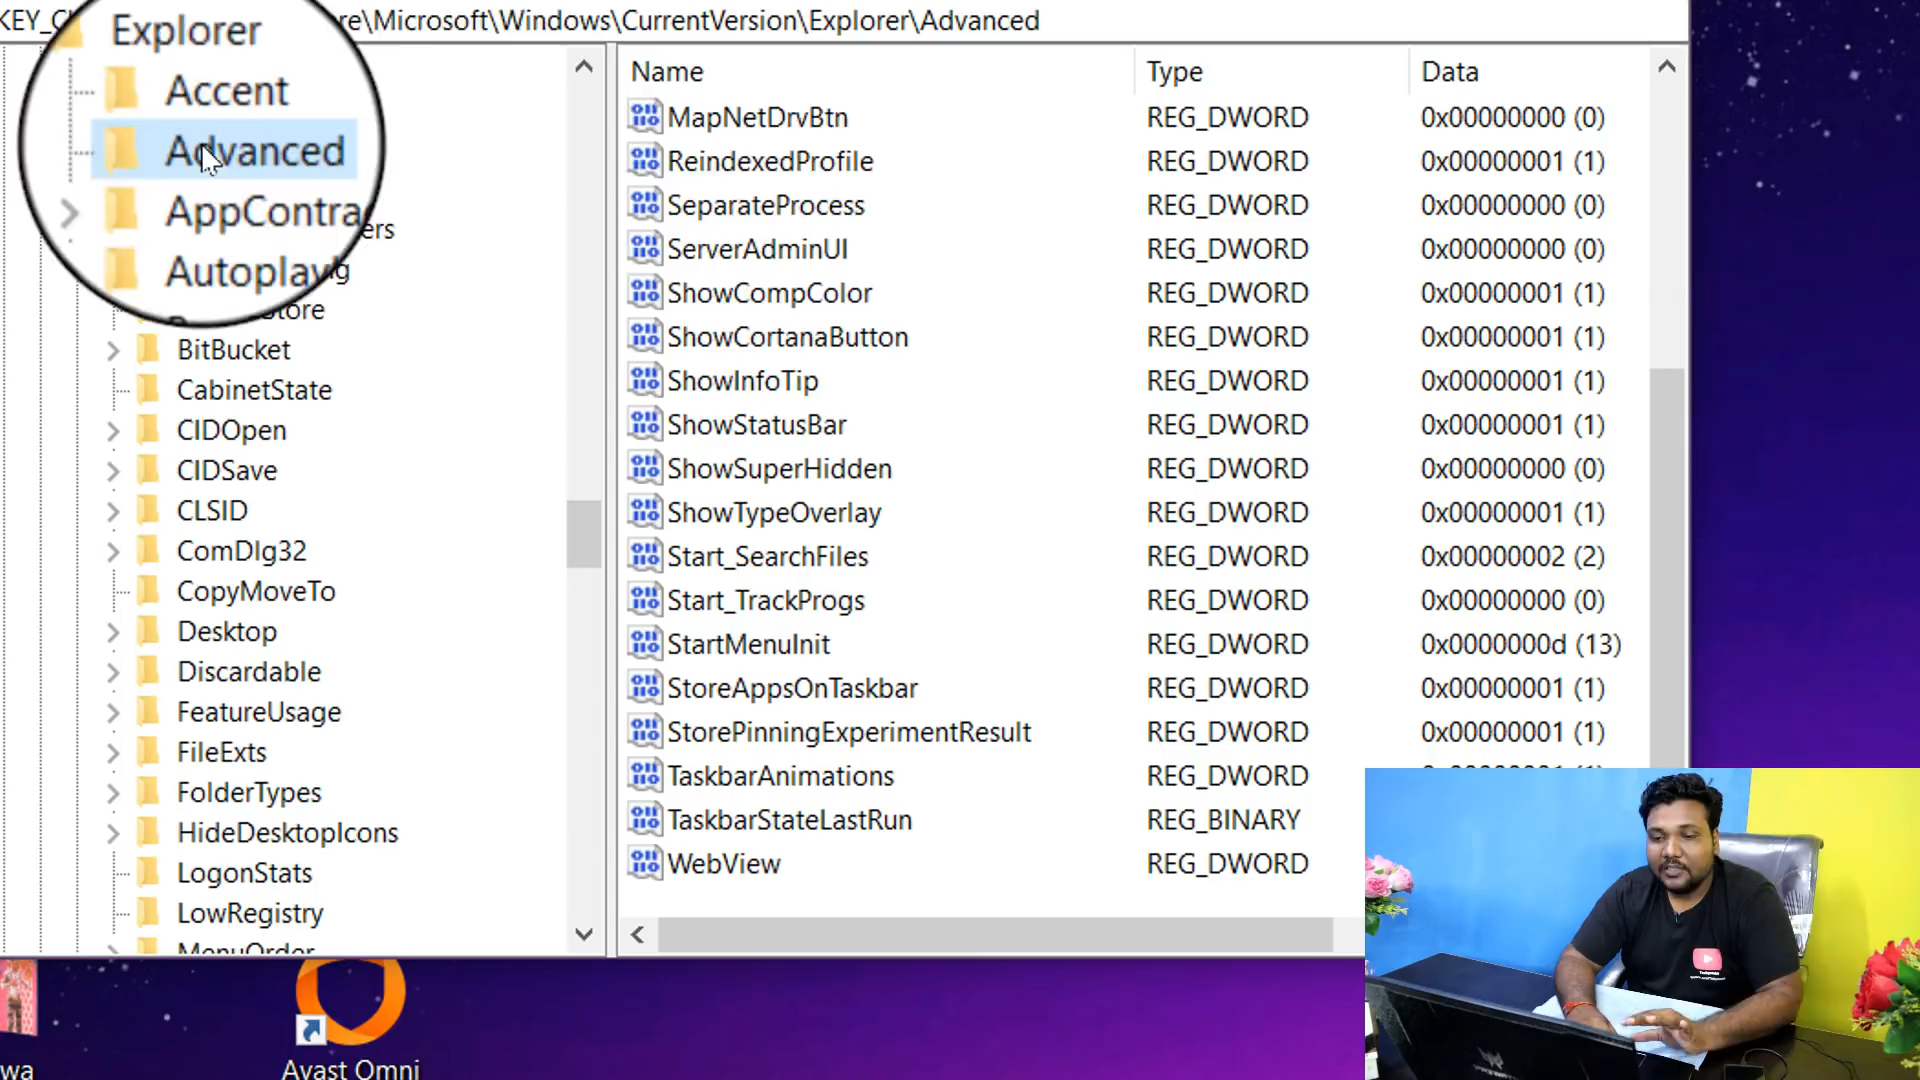 KEY_C re\Microsoft\Windows\CurrentVersion\Explorer\Advanced
Explorer
Accent
Advanced
AppContra ers
Autoplay g
Store
BitBucket
CabinetState
CIDOpen
CIDSave
CLSID
ComDlg32
CopyMoveTo
Desktop
Discardable
FeatureUsage
FileExts
FolderTypes
HideDesktopIcons
LogonStats
LowRegistry
MenuOrder
Name Type Data
MapNetDrvBtn REG_DWORD 0x00000000 (0)
ReindexedProfile REG_DWORD 0x00000001 (1)
SeparateProcess REG_DWORD 0x00000000 (0)
ServerAdminUI REG_DWORD 0x00000000 (0)
ShowCompColor REG_DWORD 0x00000001 (1)
ShowCortanaButton REG_DWORD 0x00000001 (1)
ShowInfoTip REG_DWORD 0x00000001 (1)
ShowStatusBar REG_DWORD 0x00000001 (1)
ShowSuperHidden REG_DWORD 0x00000000 (0)
ShowTypeOverlay REG_DWORD 0x00000001 (1)
Start_SearchFiles REG_DWORD 0x00000002 (2)
Start_TrackProgs REG_DWORD 0x00000000 (0)
StartMenuInit REG_DWORD 0x0000000d (13)
StoreAppsOnTaskbar REG_DWORD 0x00000001 (1)
StorePinningExperimentResult REG_DWORD 0x00000001 (1)
TaskbarAnimations REG_DWORD
TaskbarStateLastRun REG_BINARY
WebView REG_DWORD
wa
Avast Omni